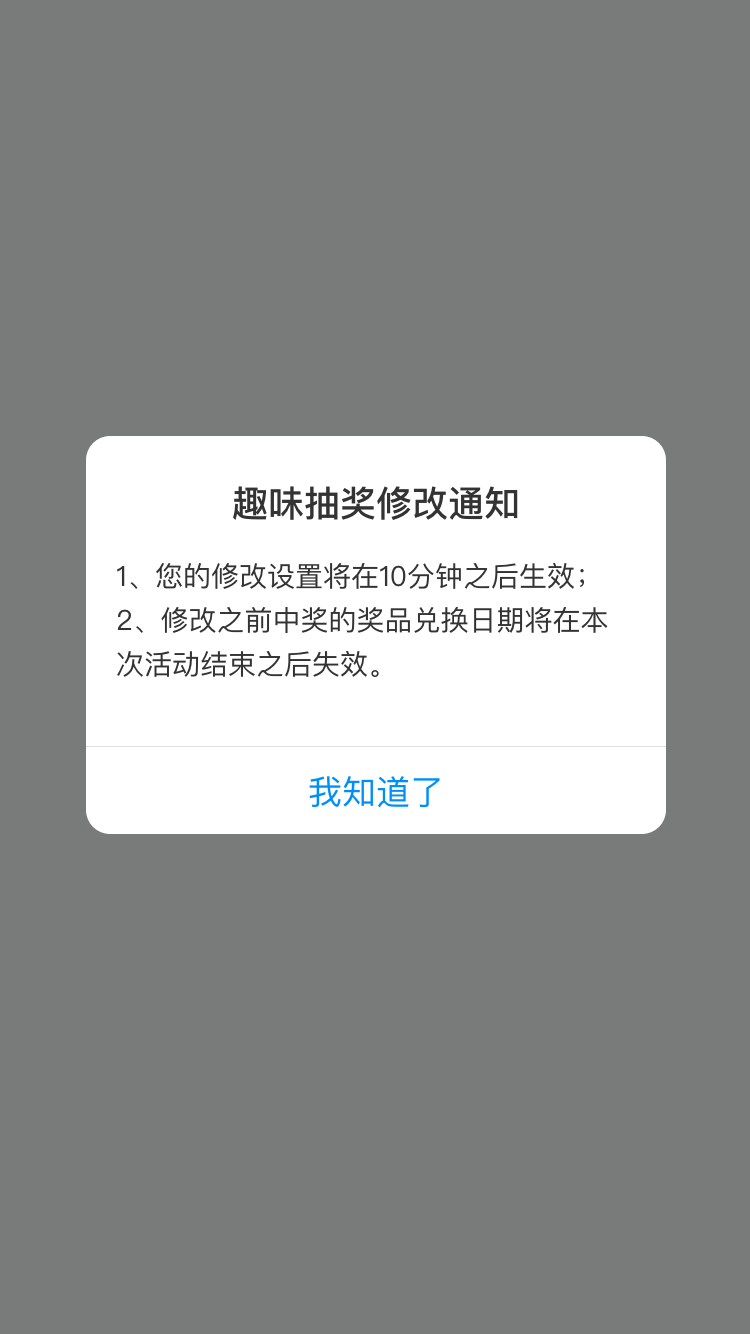 趣味抽奖修改通知
1、您的修改设置将在10分钟之后生效；
2、修改之前中奖的奖品兑换日期将在本
次活动结束之后失效。
我知道了